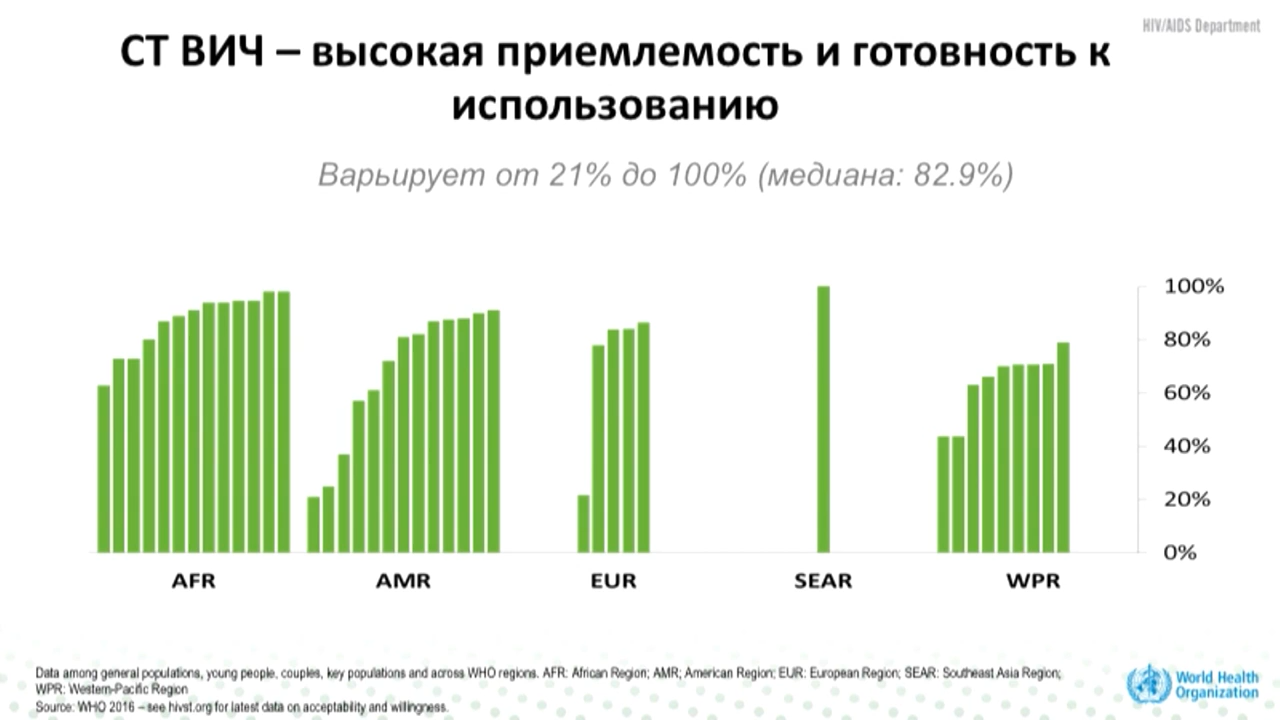 HIV/AIDS Department
СТ ВИЧ – высокая приемлемость и готовность к
использованию
Варьирует от 21% до 100% (медиана: 82.9%)
100%
80%
60%
40%
20%
0%
AFR AMR EUR SEAR WPR
Data among general populations, young people, couples, key populations and across WHO regions. AFR: African Region; AMR; American Region; EUR: European Region; SEAR: Southeast Asia Region;
WPR: Western-Pacific Region
Source: WHO 2016 – see hivst.org for latest data on acceptability and willingness.
World Health
Organization